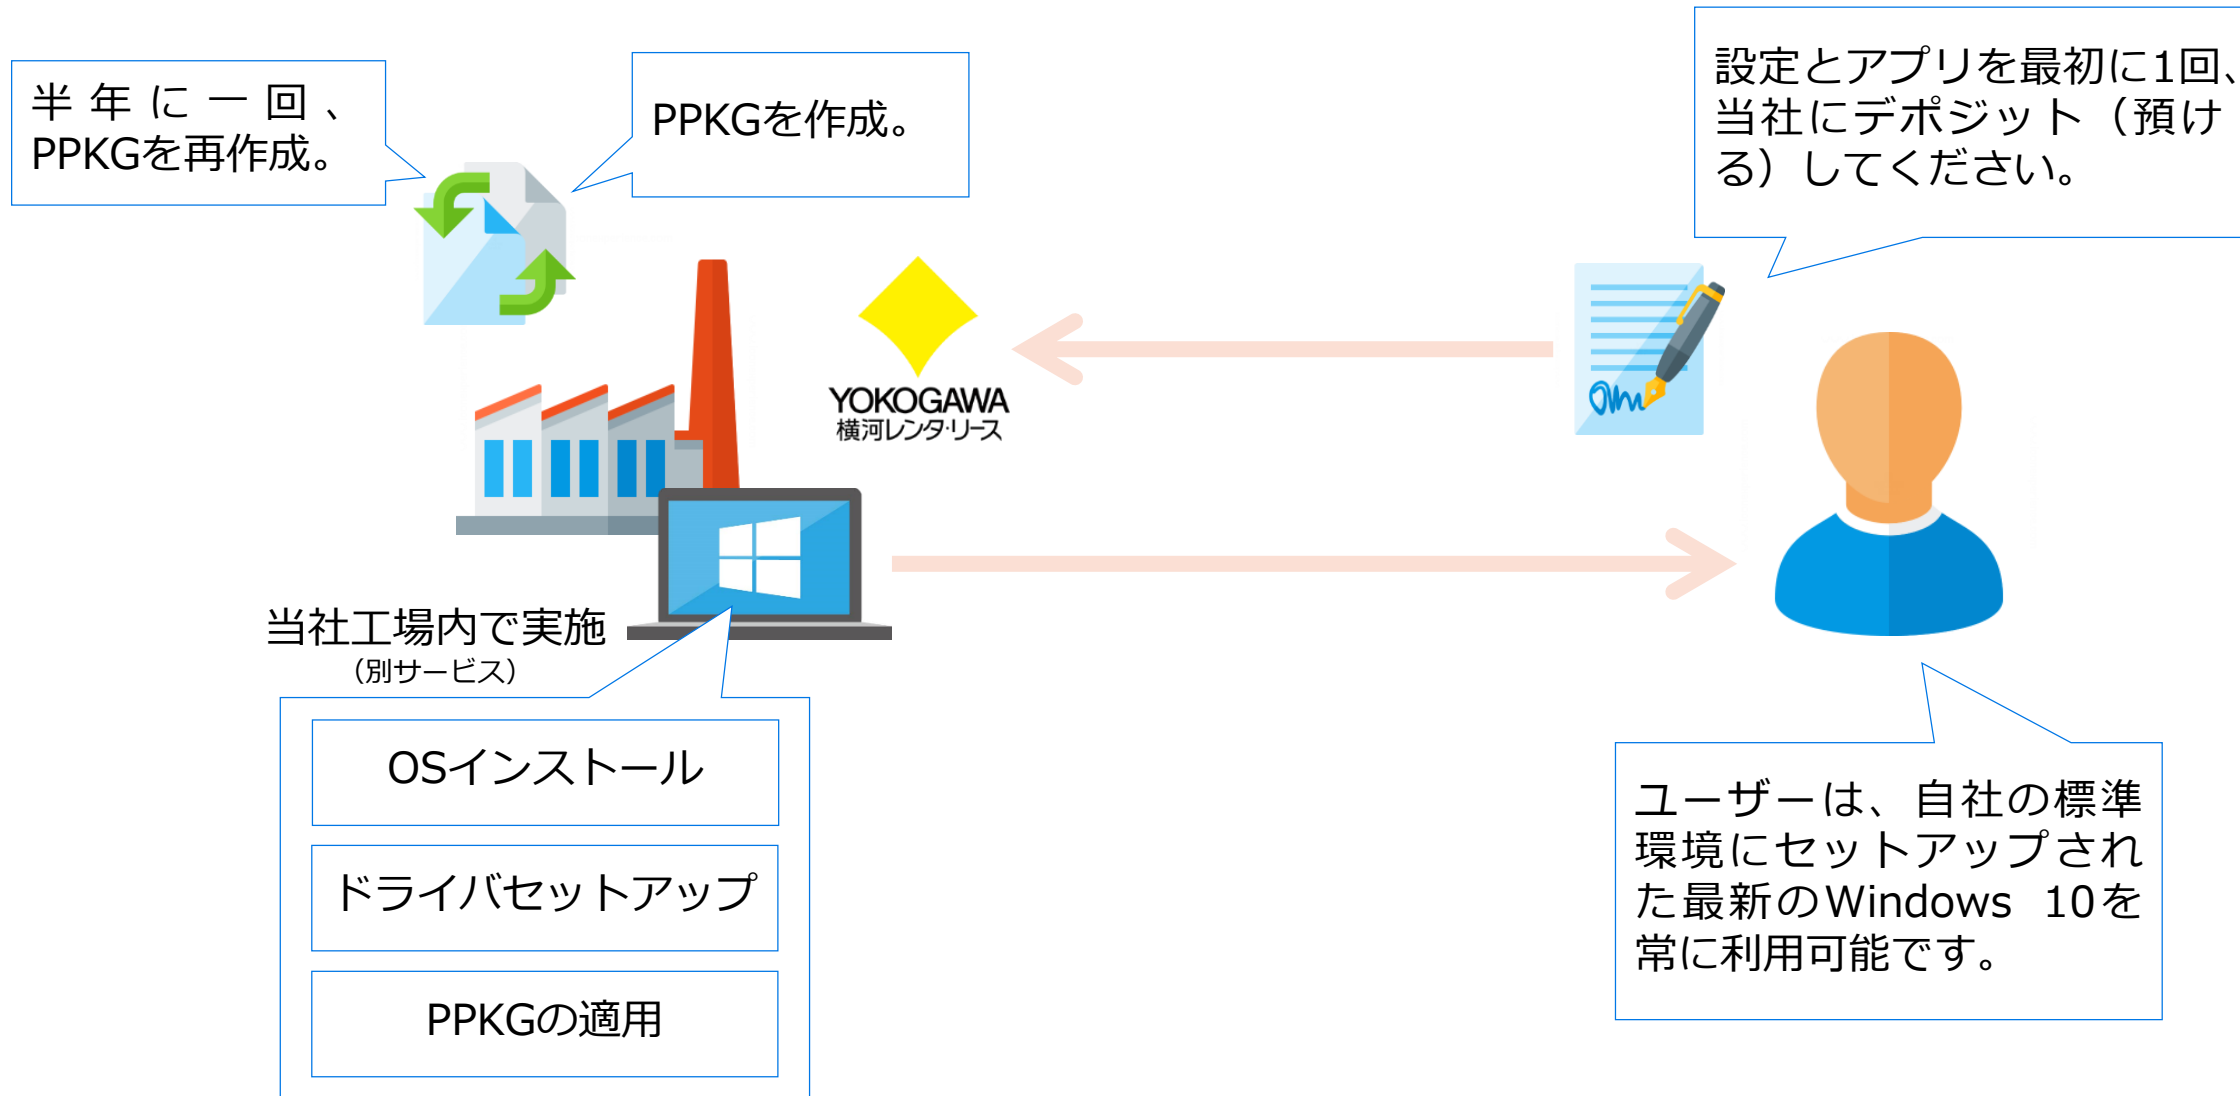 半年に一回、
PPKGを再作成。
PPKGを作成。
設定とアプリを最初に1回、
当社にデポジット（預け
る）してください。
YOKOGAWA
横河レンタ・リース
当社工場内で実施
（別サービス）
OSインストール
ドライバセットアップ
PPKGの適用
ユーザーは、自社の標準
環境にセットアップされ
た最新のWindows 10を
常に利用可能です。